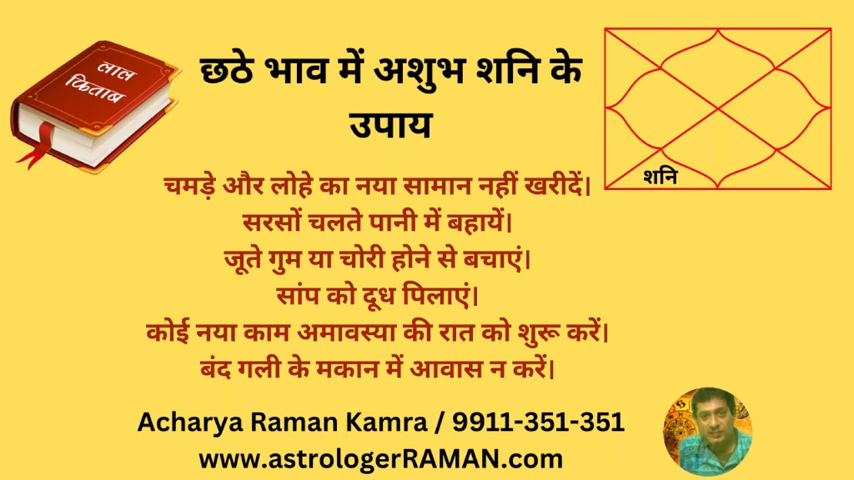 लाल
किताब
छठे भाव में अशुभ शनि के
उपाय
शनि
चमड़े और लोहे का नया सामान नहीं खरीदें।
सरसों चलते पानी में बहायें।
जूते गुम या चोरी होने से बचाएं।
सांप को दूध पिलाएं।
कोई नया काम अमावस्या की रात को शुरू करें।
बंद गली के मकान में आवास न करें।
Acharya Raman Kamra / 9911-351-351
www.astrologerRAMAN.com